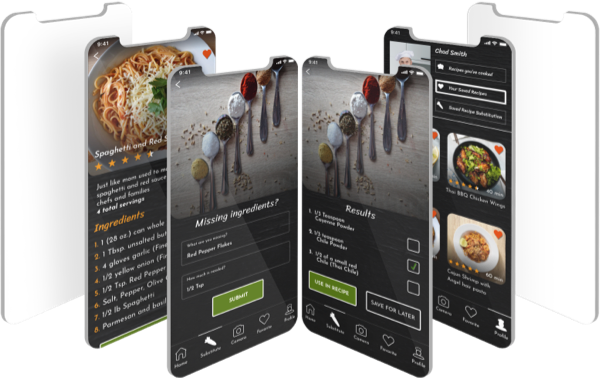 9:41
Spaghetti and Red S
Just like mom used to m
spaghetti and red sauce
chefs and families
4 total servings
Ingredients
1. 1 (28 oz.) can whole
2. 1 Tbsp. unsalted but
3. 4 gloves garlic (Fine
4. 1/2 yellow onion (Fin
5. 1/2 Tsp. Red Pepper
6. Salt, Pepper, Olive
7. 1/2 lb Spaghetti
8. Parmesan and basil
9:41
Missing ingredients?
What are you missing?
Red Pepper Flakes
How much is needed?
1/2 Tsp
SUBMIT
Home
Substitute
Camera
Favorite
Profile
9:41
Results
1. 1/3 Teaspoon
Cayenne Powder
2. 1/2 teaspoon
Chile Powder
3. 1/2 of a small red
Chile (Thai Chile)
USE IN RECIPE
SAVE FOR LATER
Home
Substitute
Camera
Favorite
Profile
9:41
Chad Smith
Recipes you've cooked
Your Saved Recipes
Saved Recipe Substitution
Thai BBQ Chicken Wings
60 min
Cajun Shrimp with
Angel hair pasta
Camera
Favorite
Profile